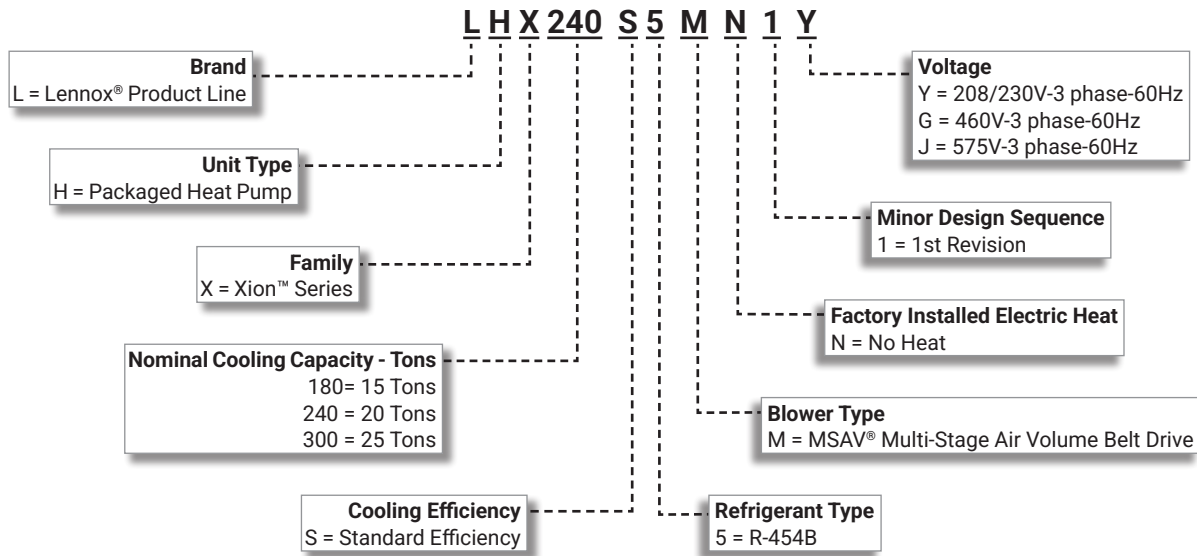 L H X 240 S 5 M N 1 Y
Brand
L = Lennox® Product Line
Unit Type
H = Packaged Heat Pump
Family
X = Xion™ Series
Nominal Cooling Capacity - Tons
180= 15 Tons
240 = 20 Tons
300 = 25 Tons
Cooling Efficiency
S = Standard Efficiency
Voltage
Y = 208/230V-3 phase-60Hz
G = 460V-3 phase-60Hz
J = 575V-3 phase-60Hz
Minor Design Sequence
1 = 1st Revision
Factory Installed Electric Heat
N = No Heat
Blower Type
M = MSAV® Multi-Stage Air Volume Belt Drive
Refrigerant Type
5 = R-454B